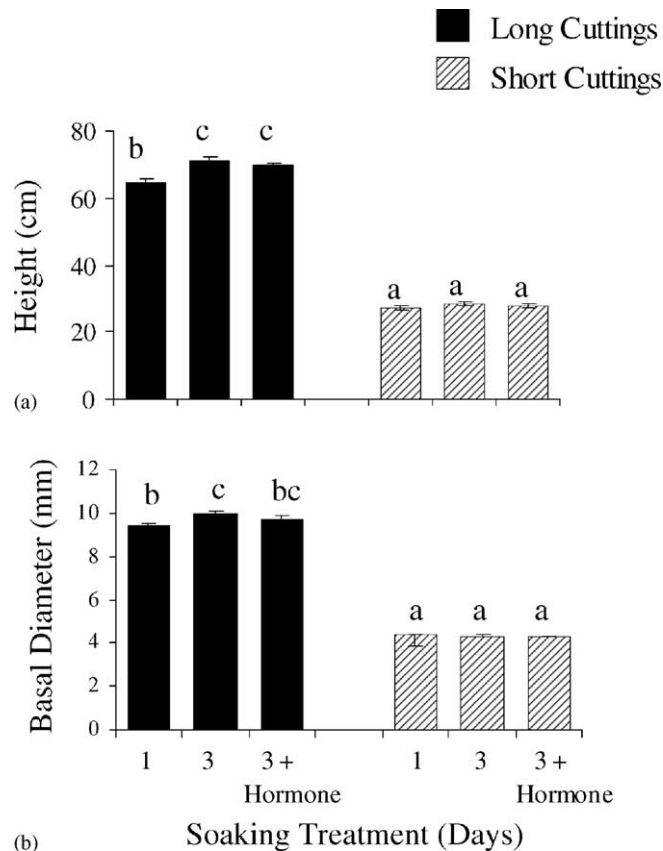 Long Cuttings
Short Cuttings
80
60
40
20
0
Height (cm)
b c c
a a a
(a)
12
10
8
6
4
2
0
Basal Diameter (mm)
b c bc
a a a
1 3 3 + 1 3 3 +
Hormone Hormone
(b) Soaking Treatment (Days)